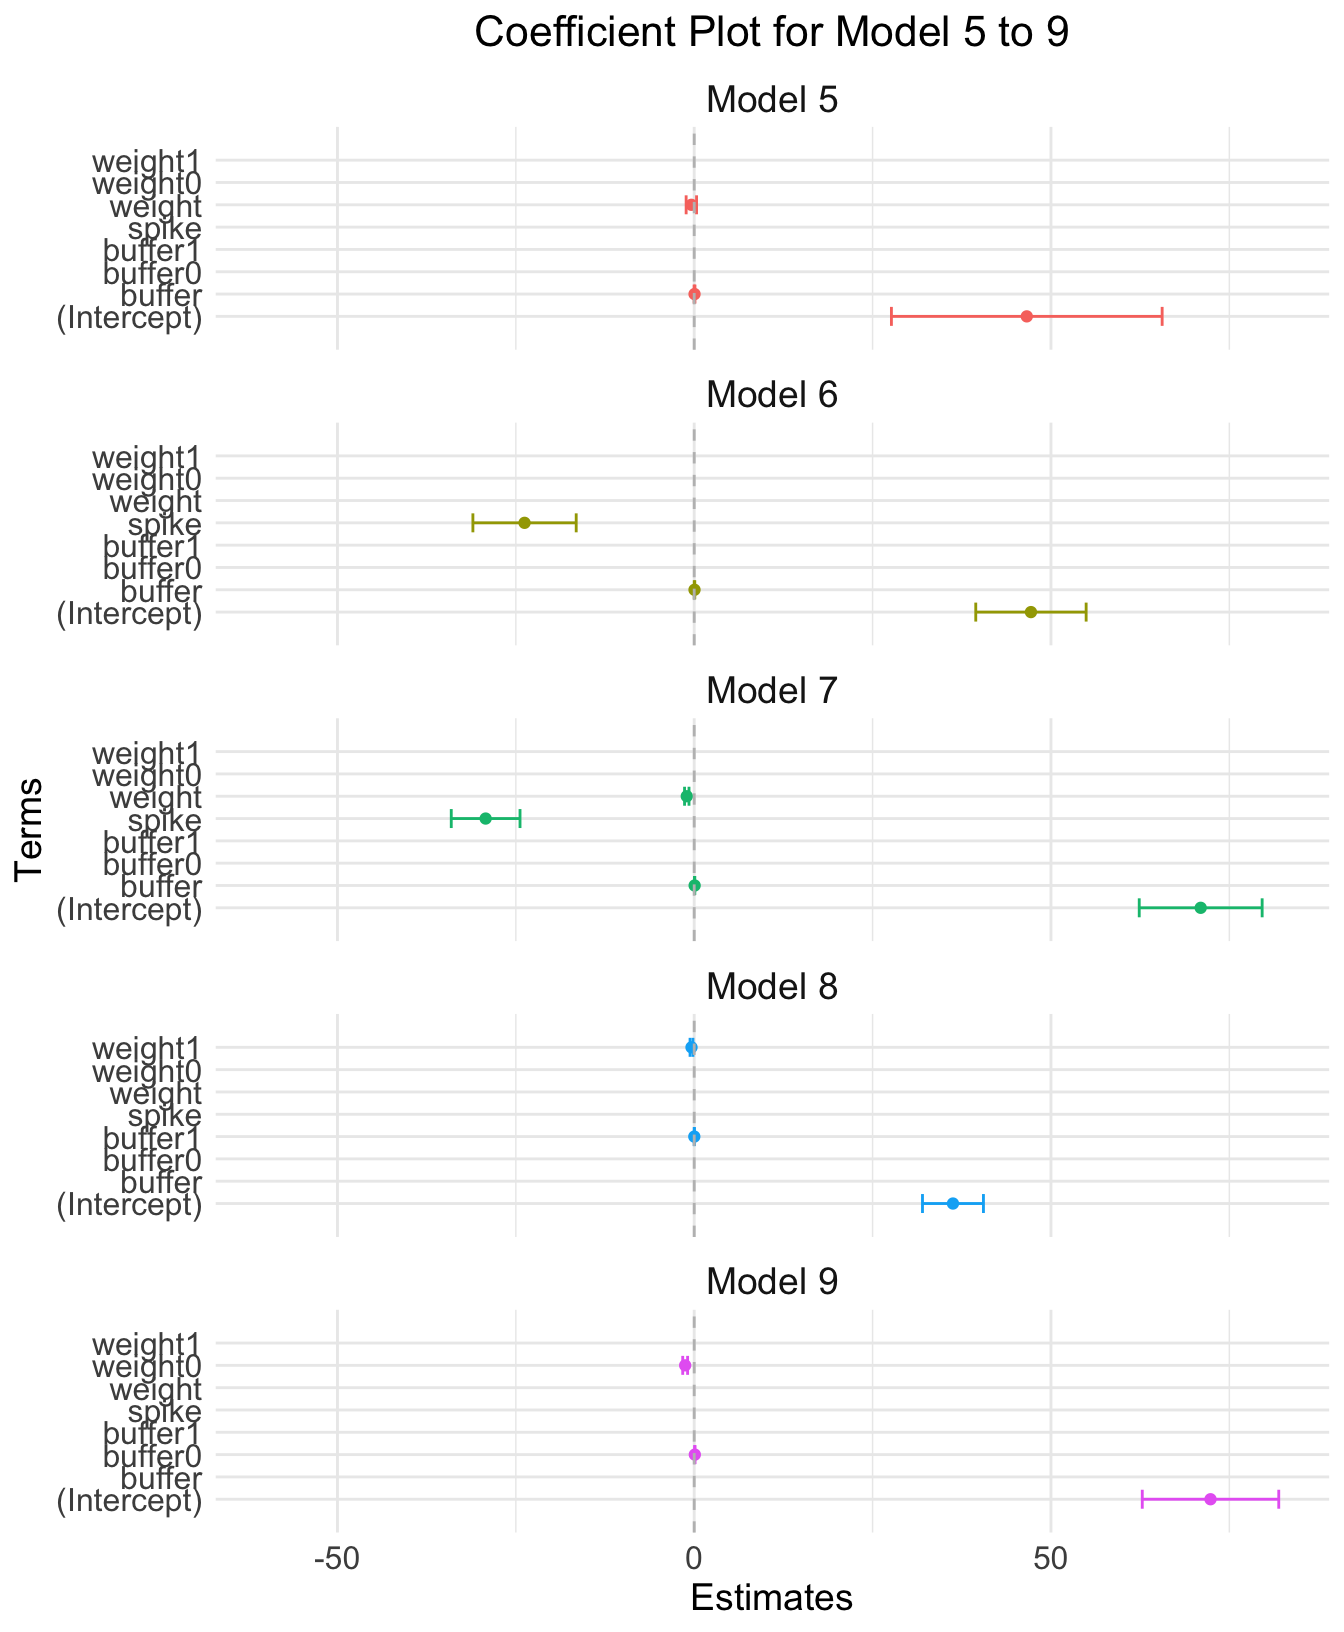 Coefficient Plot for Model 5 to 9
Model 5
weight1
weight0
weight
spike
buffer1
buffer0
buffer
(Intercept)
Model 6
weight1
weight0
weight
spike
buffer1
buffer0
buffer
(Intercept)
Model 7
weight1
weight0
weight
spike
buffer1
buffer0
buffer
(Intercept)
Terms
Model 8
weight1
weight0
weight
spike
buffer1
buffer0
buffer
(Intercept)
Model 9
weight1
weight0
weight
spike
buffer1
buffer0
buffer
(Intercept)
-50 0 50
Estimates